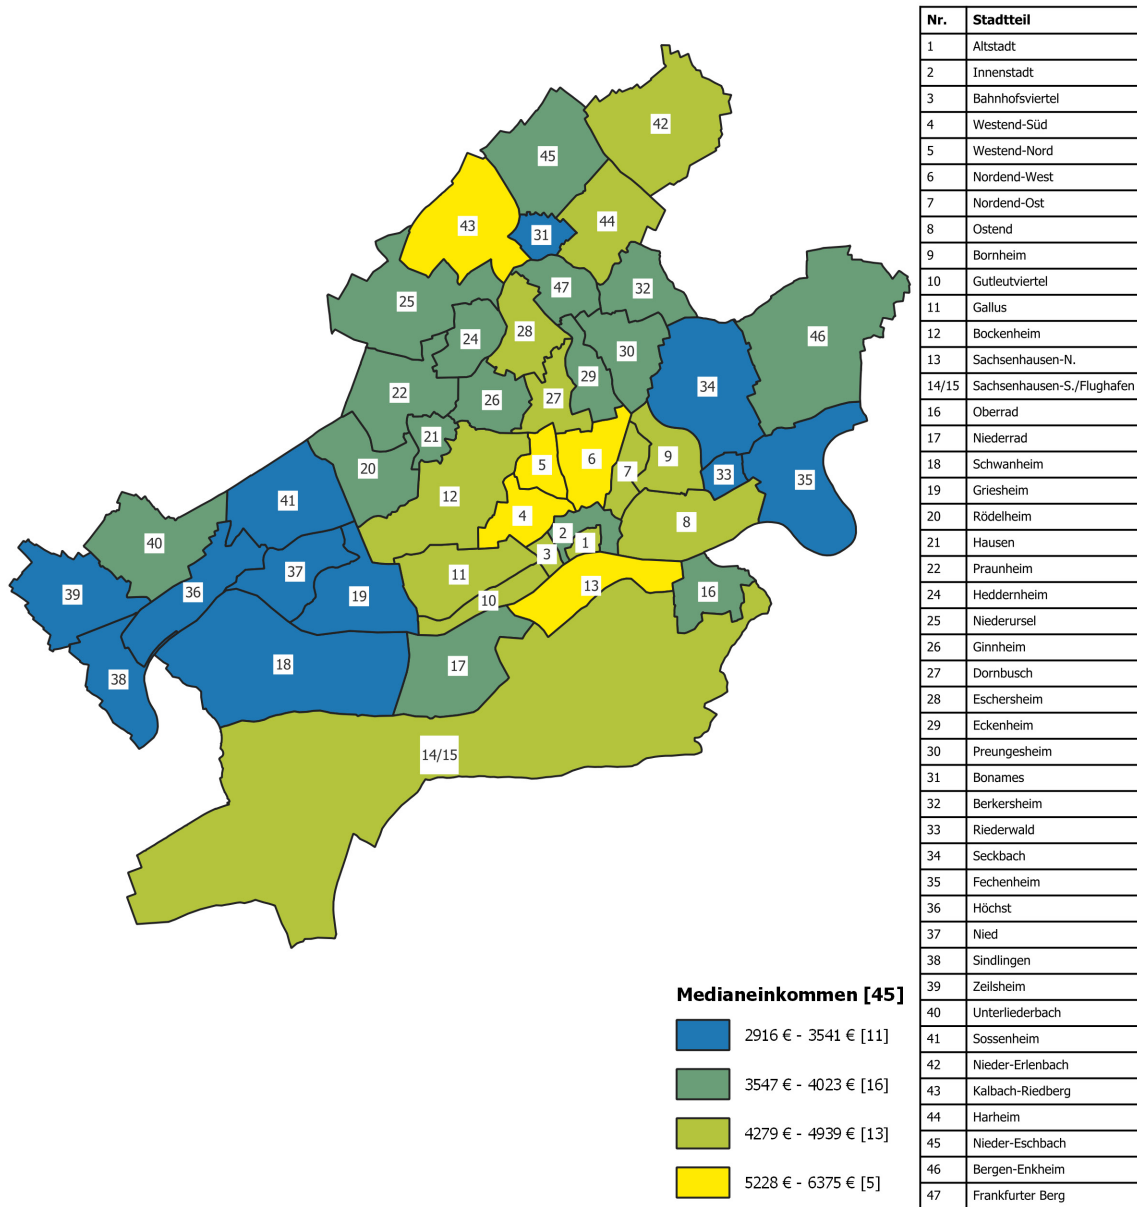 42
45
44
43
31
47
32
25
46
28
24
30
29
34
22
26
27
21
20
9
6
5
7
33
41
35
12
4
8
40
2
1
3
37
11
13
39
36
19
10
16
17
18
38
14/15
Nr. Stadtteil
1 Altstadt
2 Innenstadt
3 Bahnhofsviertel
4 Westend-Süd
5 Westend-Nord
6 Nordend-West
7 Nordend-Ost
8 Ostend
9 Bornheim
10 Gutleutviertel
11 Gallus
12 Bockenheim
13 Sachsenhausen-N.
14/15 Sachsenhausen-S./Flughafen
16 Oberrad
17 Niederrad
18 Schwanheim
19 Griesheim
20 Rödelheim
21 Hausen
22 Praunheim
24 Heddernheim
25 Niederursel
26 Ginnheim
27 Dornbusch
28 Eschersheim
29 Eckenheim
30 Preungesheim
31 Bonames
32 Berkersheim
33 Riederwald
34 Seckbach
35 Fechenheim
36 Höchst
37 Nied
38 Sindlingen
39 Zeilsheim
40 Unterliederbach
41 Sossenheim
42 Nieder-Erlenbach
43 Kalbach-Riedberg
44 Harheim
45 Nieder-Eschbach
46 Bergen-Enkheim
47 Frankfurter Berg
Medianeinkommen [45]
2916 € - 3541 € [11]
3547 € - 4023 € [16]
4279 € - 4939 € [13]
5228 € - 6375 € [5]